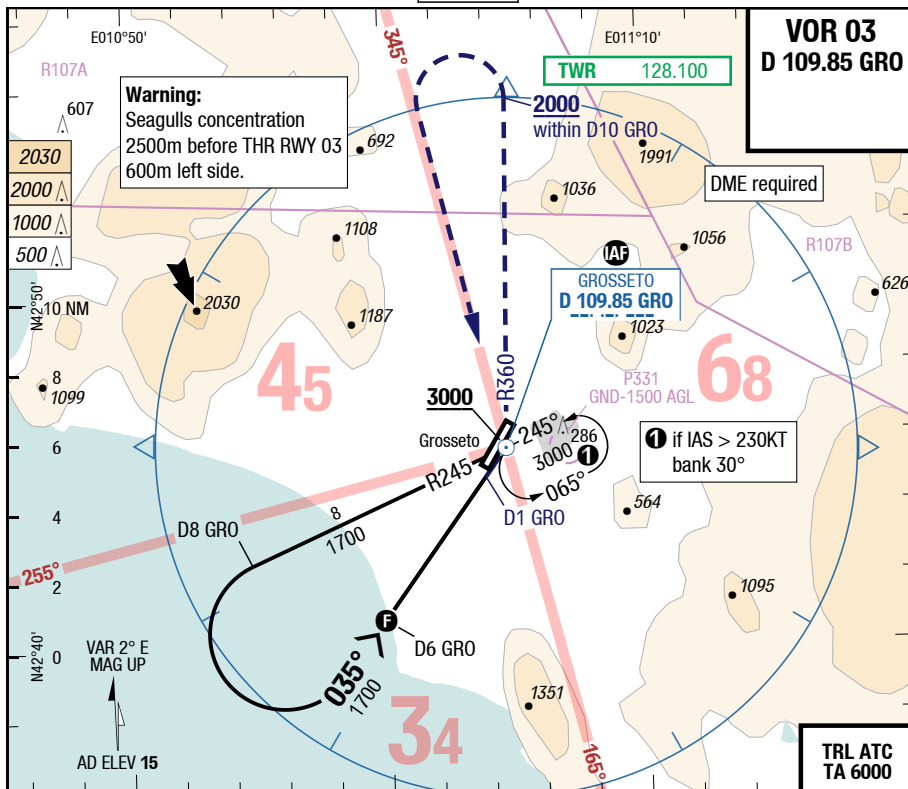 E010°50'
E011°10'
VOR 03
D 109.85 GRO
R107A
345°
TWR 128.100
607
Warning:
Seagulls concentration
2500m before THR RWY 03
600m left side.
2000
within D10 GRO
692
1991
2030
2000
1000
500
1036
DME required
1108
1056
R107B
IAF
GROSSETO
D 109.85 GRO
626
N42°50'
10 NM
2030
1187
1023
45
68
R360
P331
GND-1500 AGL
8
1099
3000
Grosseto
245°
286
3000
1
065°
1 if IAS > 230KT
bank 30°
6
R245
D1 GRO
564
4
D8 GRO
8
1700
255°
2
1095
F
D6 GRO
N42°40'
0
VAR 2° E
MAG UP
035°
1700
1351
34
165°
AD ELEV 15
TRL ATC
TA 6000